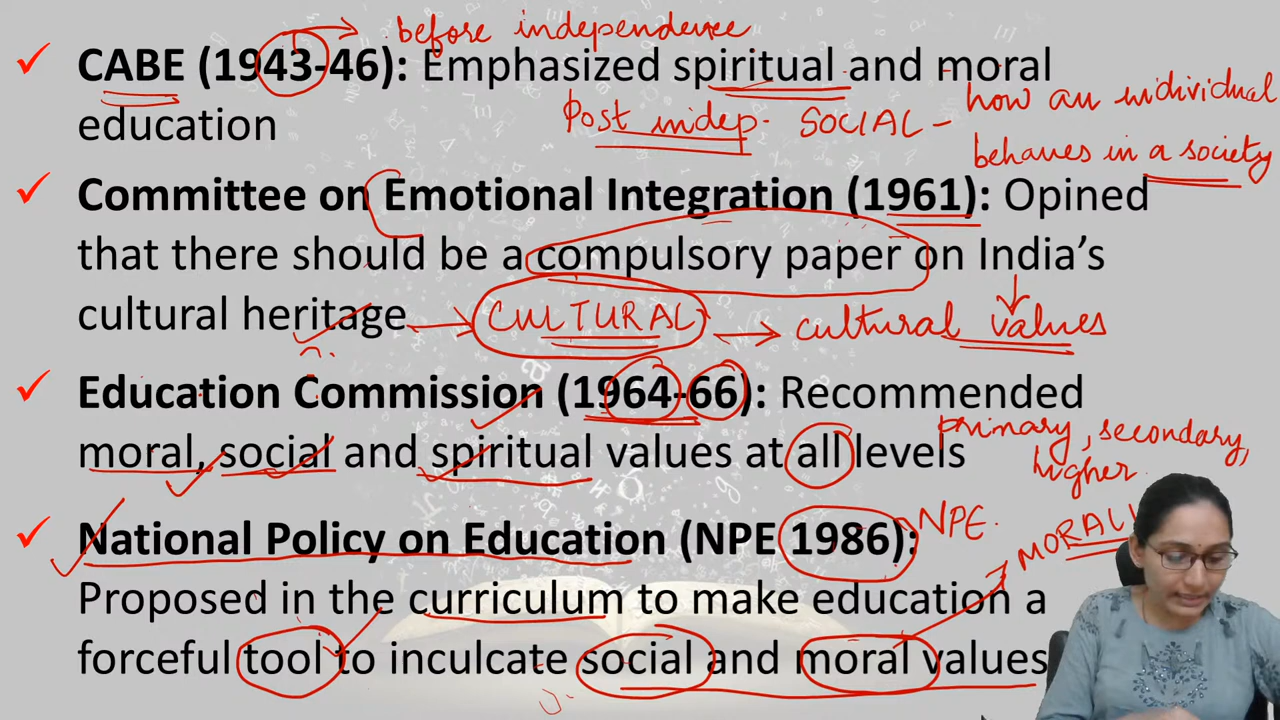 before independence
✓ CABE (1943-46): Emphasized spiritual and moral
education
Post indep. SOCIAL - how an individual
behaves in a society
✓ Committee on Emotional Integration (1961): Opined
that there should be a compulsory paper on India's
cultural heritage → CULTURAL → cultural values
✓ Education Commission (1964-66): Recommended
moral, social and spiritual values at all levels
primary, secondary,
higher
✓ National Policy on Education (NPE 1986):
NPE.
MORAL
Proposed in the curriculum to make education a
forceful tool to inculcate social and moral values